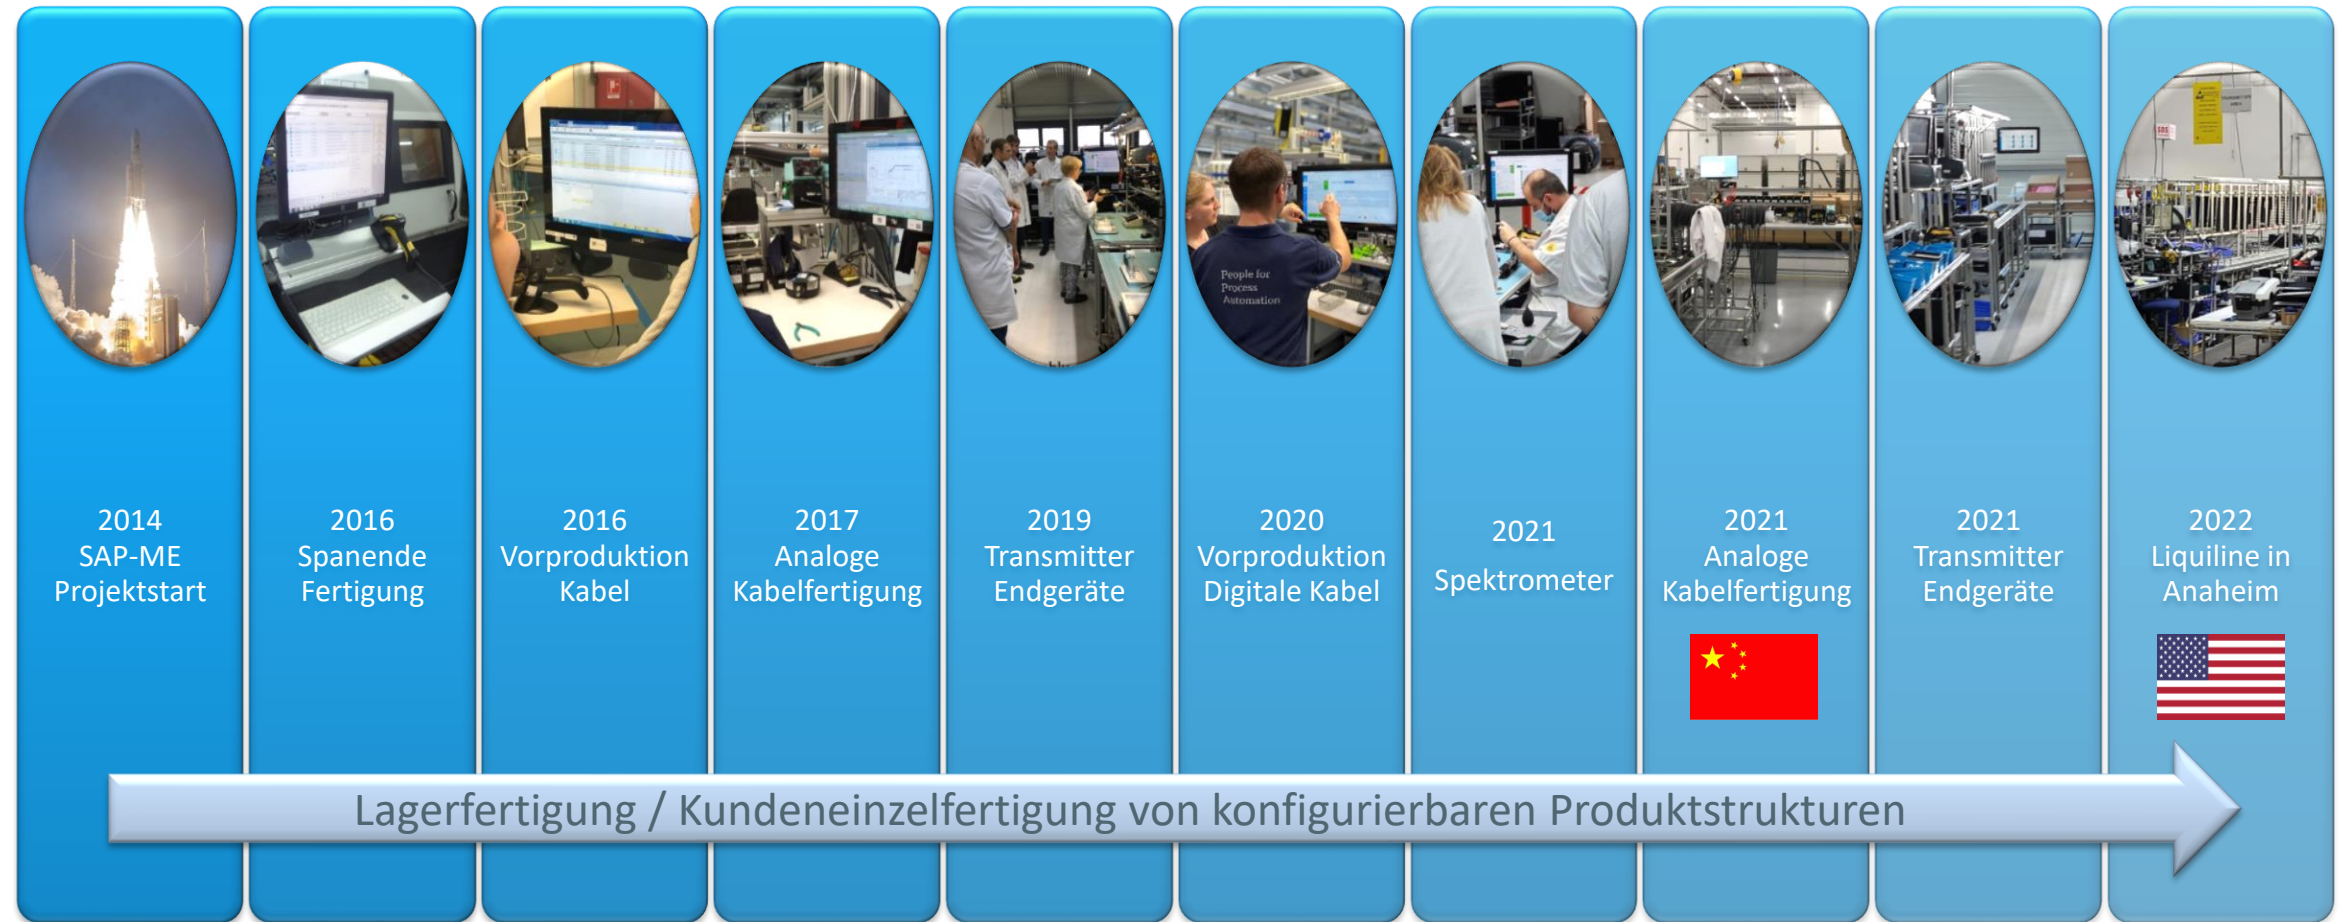 People for
Process
Automation
SOS
2014
SAP-ME
Projektstart
2016
Spanende
Fertigung
2016
Vorproduktion
Kabel
2017
Analoge
Kabelfertigung
2019
Transmitter
Endgeräte
2020
Vorproduktion
Digitale Kabel
2021
Spektrometer
2021
Analoge
Kabelfertigung
2021
Transmitter
Endgeräte
2022
Liquiline in
Anaheim
Lagerfertigung / Kundeneinzelfertigung von konfigurierbaren Produktstrukturen